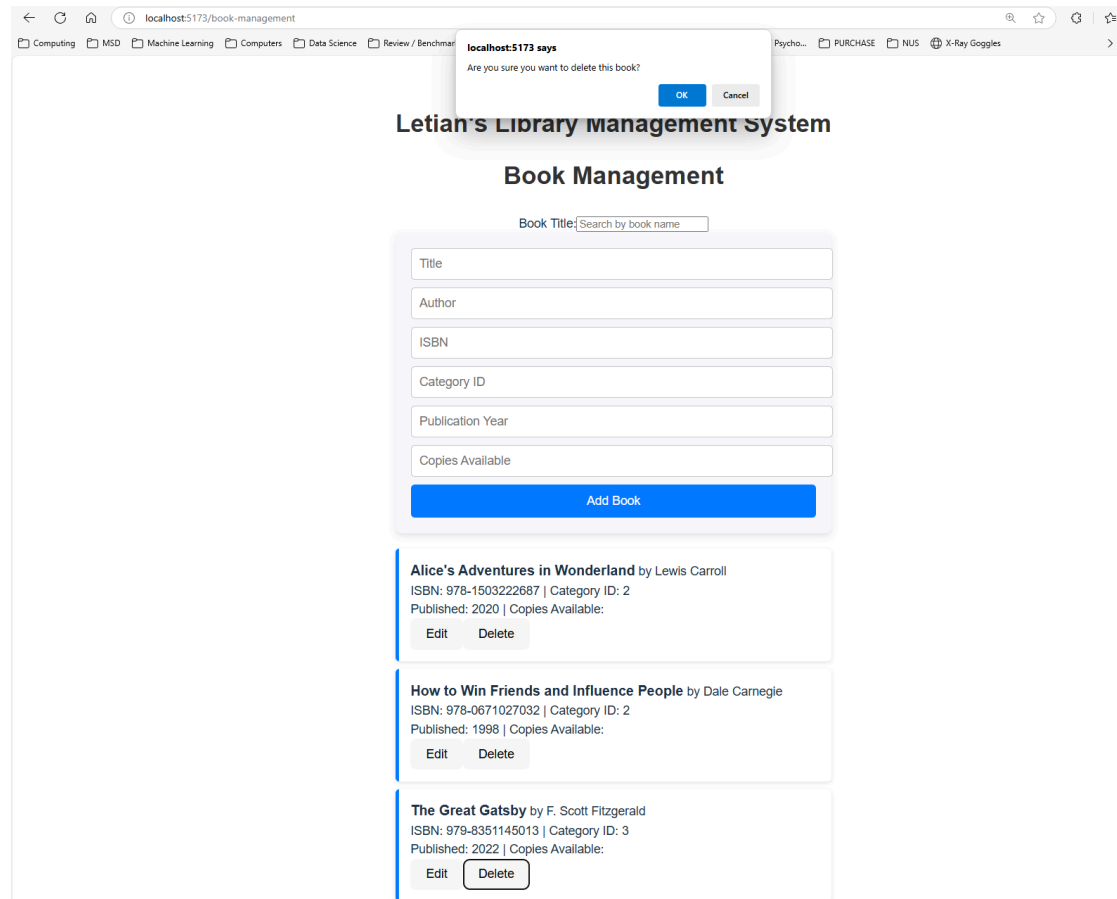 localhost:5173/book-management
Computing MSD Machine Learning Computers Data Science Review / Benchmar Psycho... PURCHASE NUS X-Ray Goggles
localhost:5173 says
Are you sure you want to delete this book?
OK Cancel
Letian's Library Management System
Book Management
Book Title: Search by book name
Title
Author
ISBN
Category ID
Publication Year
Copies Available
Add Book
Alice's Adventures in Wonderland by Lewis Carroll
ISBN: 978-1503222687 | Category ID: 2
Published: 2020 | Copies Available:
Edit Delete
How to Win Friends and Influence People by Dale Carnegie
ISBN: 978-0671027032 | Category ID: 2
Published: 1998 | Copies Available:
Edit Delete
The Great Gatsby by F. Scott Fitzgerald
ISBN: 979-8351145013 | Category ID: 3
Published: 2022 | Copies Available:
Edit Delete